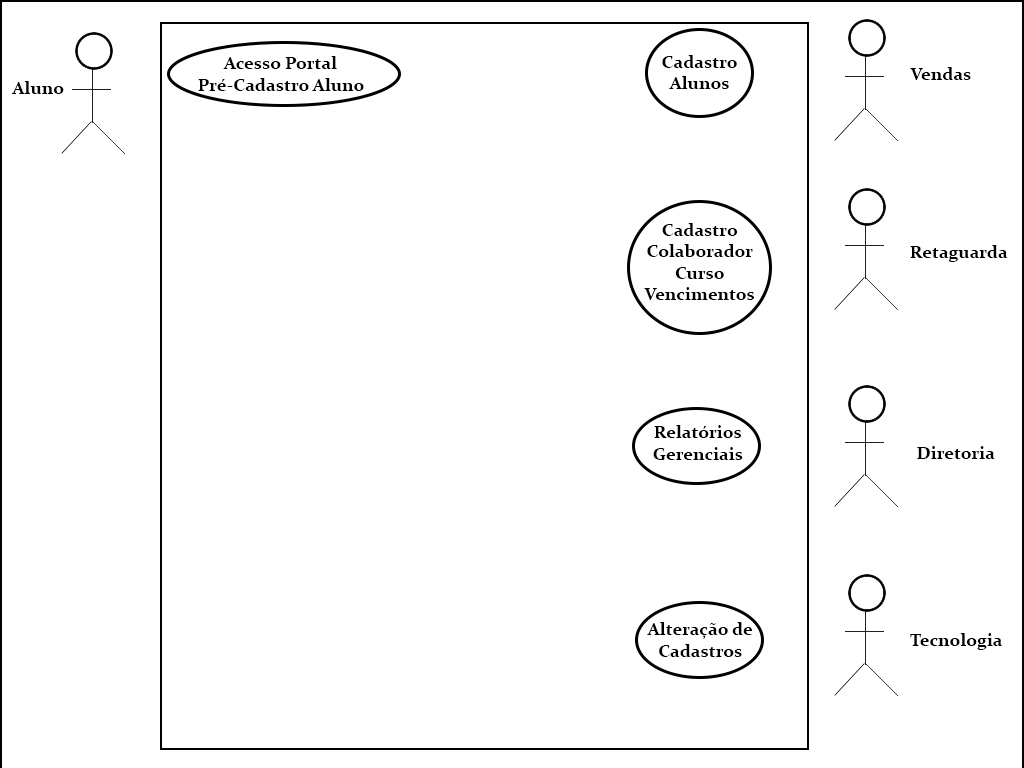 Aluno
Acesso Portal
Pré-Cadastro Aluno
Cadastro
Alunos
Vendas
Cadastro
Colaborador
Curso
Vencimentos
Retaguarda
Relatórios
Gerenciais
Diretoria
Alteração de
Cadastros
Tecnologia